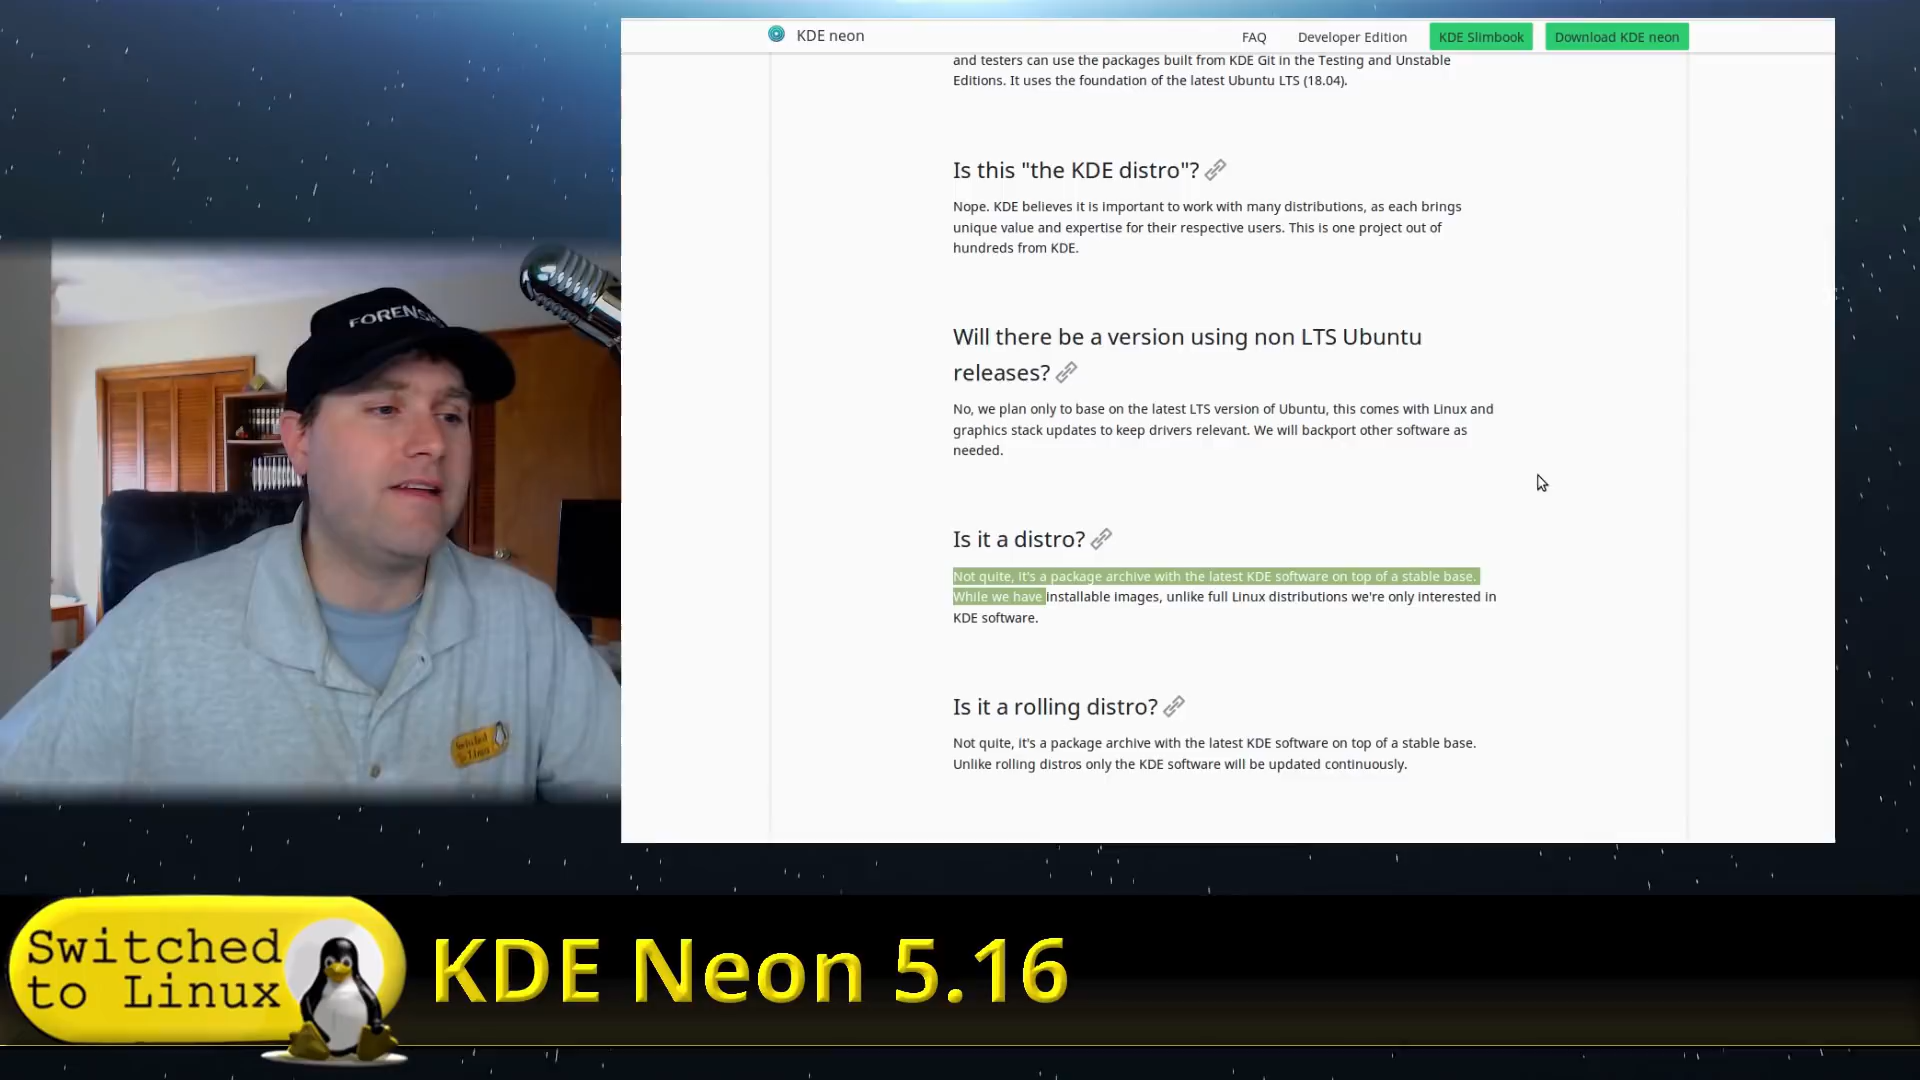 KDE neon
FAQ
Developer Edition
KDE Slimbook
Download KDE neon
and testers can use the packages built from KDE Git in the Testing and Unstable
Editions. It uses the foundation of the latest Ubuntu LTS (18.04).
Is this "the KDE distro"?
Nope. KDE believes it is important to work with many distributions, as each brings
unique value and expertise for their respective users. This is one project out of
hundreds from KDE.
Will there be a version using non LTS Ubuntu
releases?
No, we plan only to base on the latest LTS version of Ubuntu, this comes with Linux and
graphics stack updates to keep drivers relevant. We will backport other software as
needed.
Is it a distro?
Not quite, it's a package archive with the latest KDE software on top of a stable base.
While we have installable images, unlike full Linux distributions we're only interested in
KDE software.
Is it a rolling distro?
Not quite, it's a package archive with the latest KDE software on top of a stable base.
Unlike rolling distros only the KDE software will be updated continuously.
Switched
to Linux
Switched
to Linux
KDE Neon 5.16